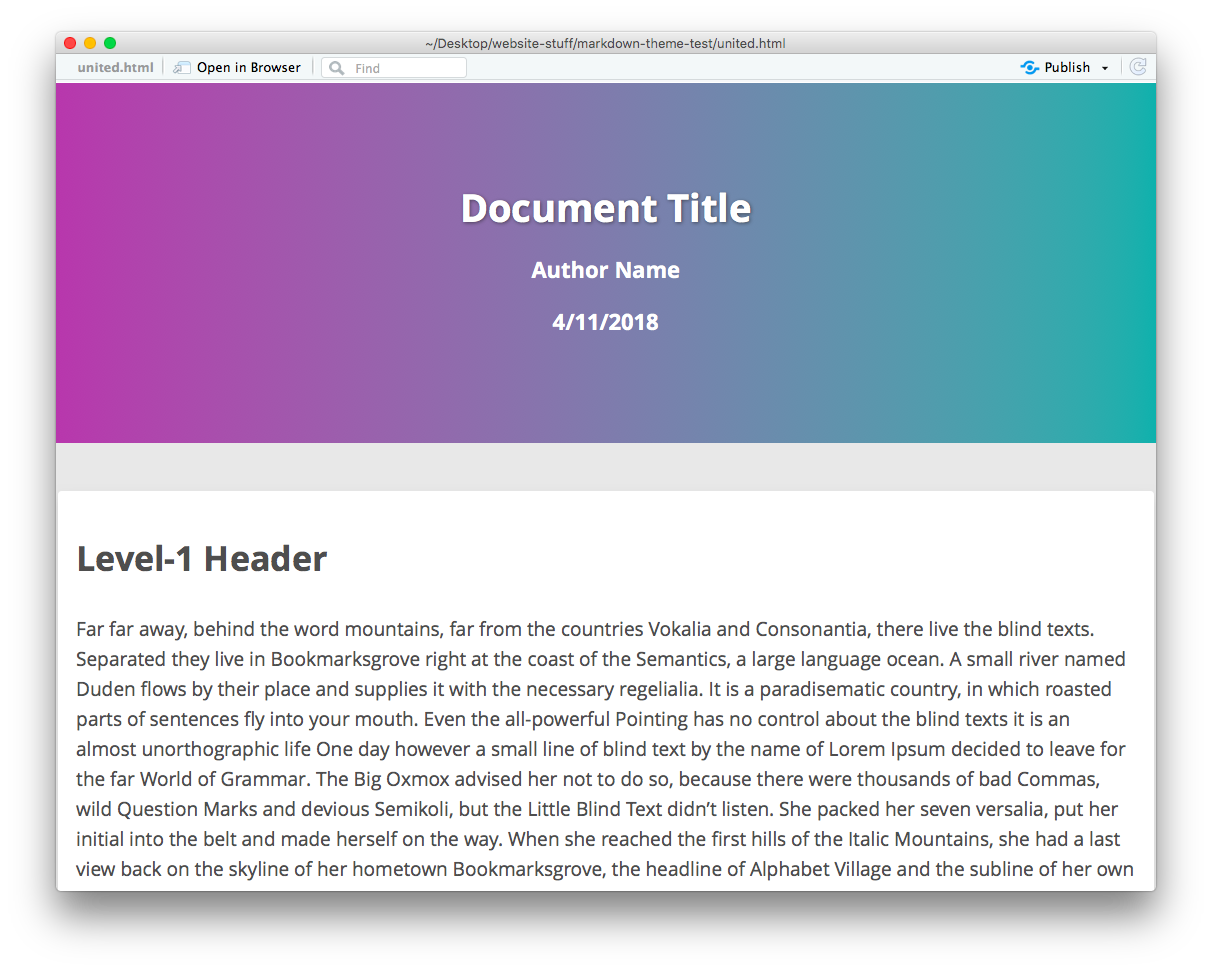 ~/Desktop/website-stuff/markdown-theme-test/united.html
united.html Open in Browser Find Publish
Document Title
Author Name
4/11/2018
Level-1 Header
Far far away, behind the word mountains, far from the countries Vokalia and Consonantia, there live the blind texts.
Separated they live in Bookmarksgrove right at the coast of the Semantics, a large language ocean. A small river named
Duden flows by their place and supplies it with the necessary regelialia. It is a paradisematic country, in which roasted
parts of sentences fly into your mouth. Even the all-powerful Pointing has no control about the blind texts it is an
almost unorthographic life One day however a small line of blind text by the name of Lorem Ipsum decided to leave for
the far World of Grammar. The Big Oxmox advised her not to do so, because there were thousands of bad Commas,
wild Question Marks and devious Semikoli, but the Little Blind Text didn’t listen. She packed her seven versalia, put her
initial into the belt and made herself on the way. When she reached the first hills of the Italic Mountains, she had a last
view back on the skyline of her hometown Bookmarksgrove, the headline of Alphabet Village and the subline of her own